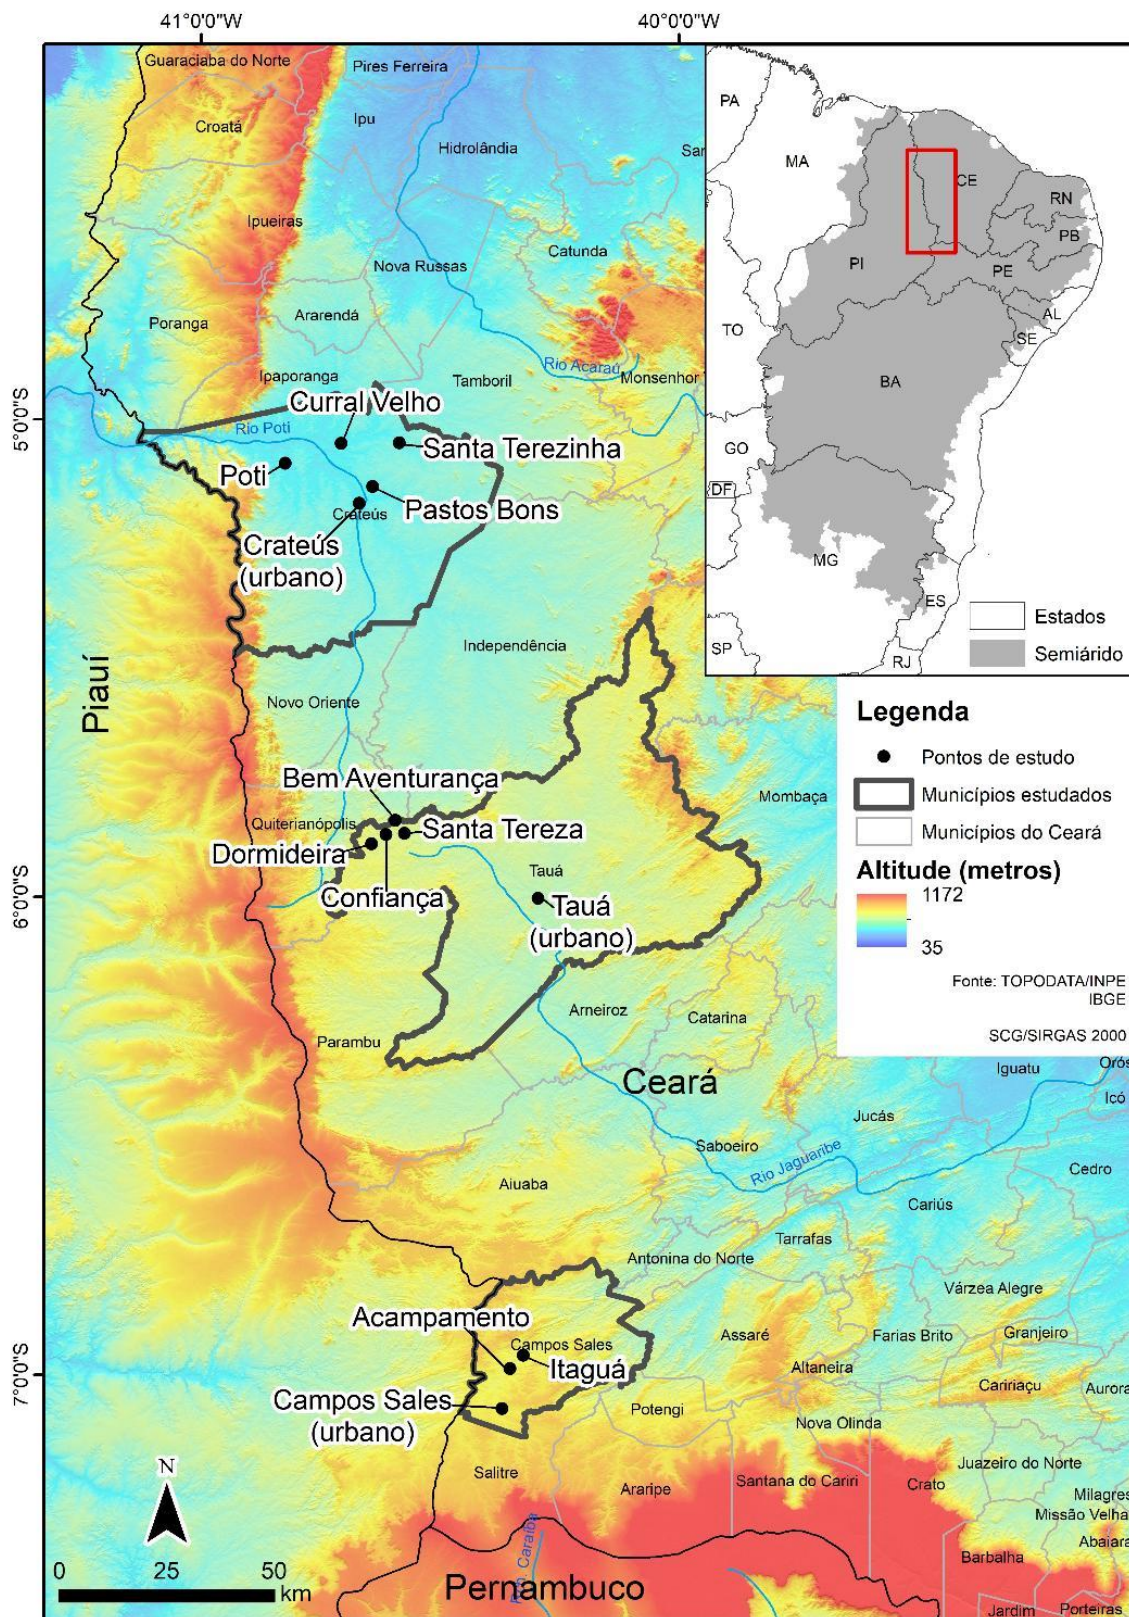 41°0'0"W
40°0'0"W
Guaraciaba do Norte
Pires Ferreira
Croatá
Ipu
Hidrolândia
Ipueiras
Catunda
Nova Russas
Poranga
Ararendá
Rio Acaraú
Ipaporanga
Tamboril
Monsenhor
5°0'0"S
Curral Velho
Rio Poti
Santa Terezinha
Poti
Pastos Bons
Crateús
Crateús
(urbano)
Independência
Piauí
Novo Oriente
Bem Aventurança
Quiterianópolis
Santa Tereza
Dormideira
Mombaça
Tauá
Confiança
6°0'0"S
Tauá
(urbano)
Arneiroz
Catarina
Parambu
Ceará
Iguatu
Orós
Icó
Jucás
Saboeiro
Rio Jaguaribe
Cedro
Aiuaba
Cariús
Tarrafas
Antonina do Norte
Várzea Alegre
Acampamento
Campos Sales
Assaré
Farias Brito
Granjeiro
Itaguá
Altaneira
Caririaçu
Aurora
7°0'0"S
Campos Sales
(urbano)
Potengi
Nova Olinda
Salitre
Araripe
Santana do Cariri
Crato
Juazeiro do Norte
Milagres
Missão Velha
Abaiara
Barbalha
Pernambuco
Jardim
Porteiras
N
0
25
50
km
PA
MA
CE
RN
PB
PI
PE
AL
SE
TO
BA
GO
DF
MG
ES
SP
RJ
Estados
Semiárido
Legenda
Pontos de estudo
Municípios estudados
Municípios do Ceará
Altitude (metros)
1172
35
Fonte: TOPODATA/INPE
IBGE
SCG/SIRGAS 2000